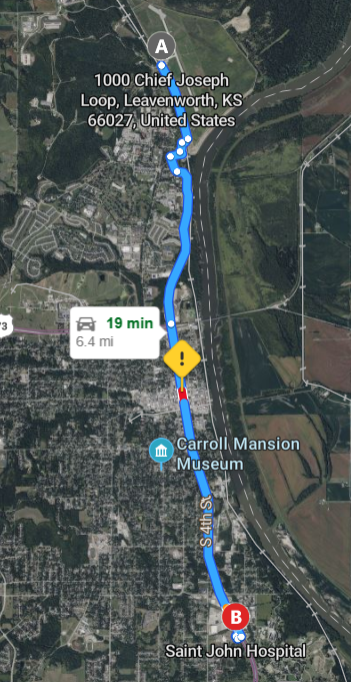 A
1000 Chief Joseph
Loop, Leavenworth, KS
66027, United States
73
19 min
6.4 mi
!
Carroll Mansion
Museum
S 4th St
B
Saint John Hospital